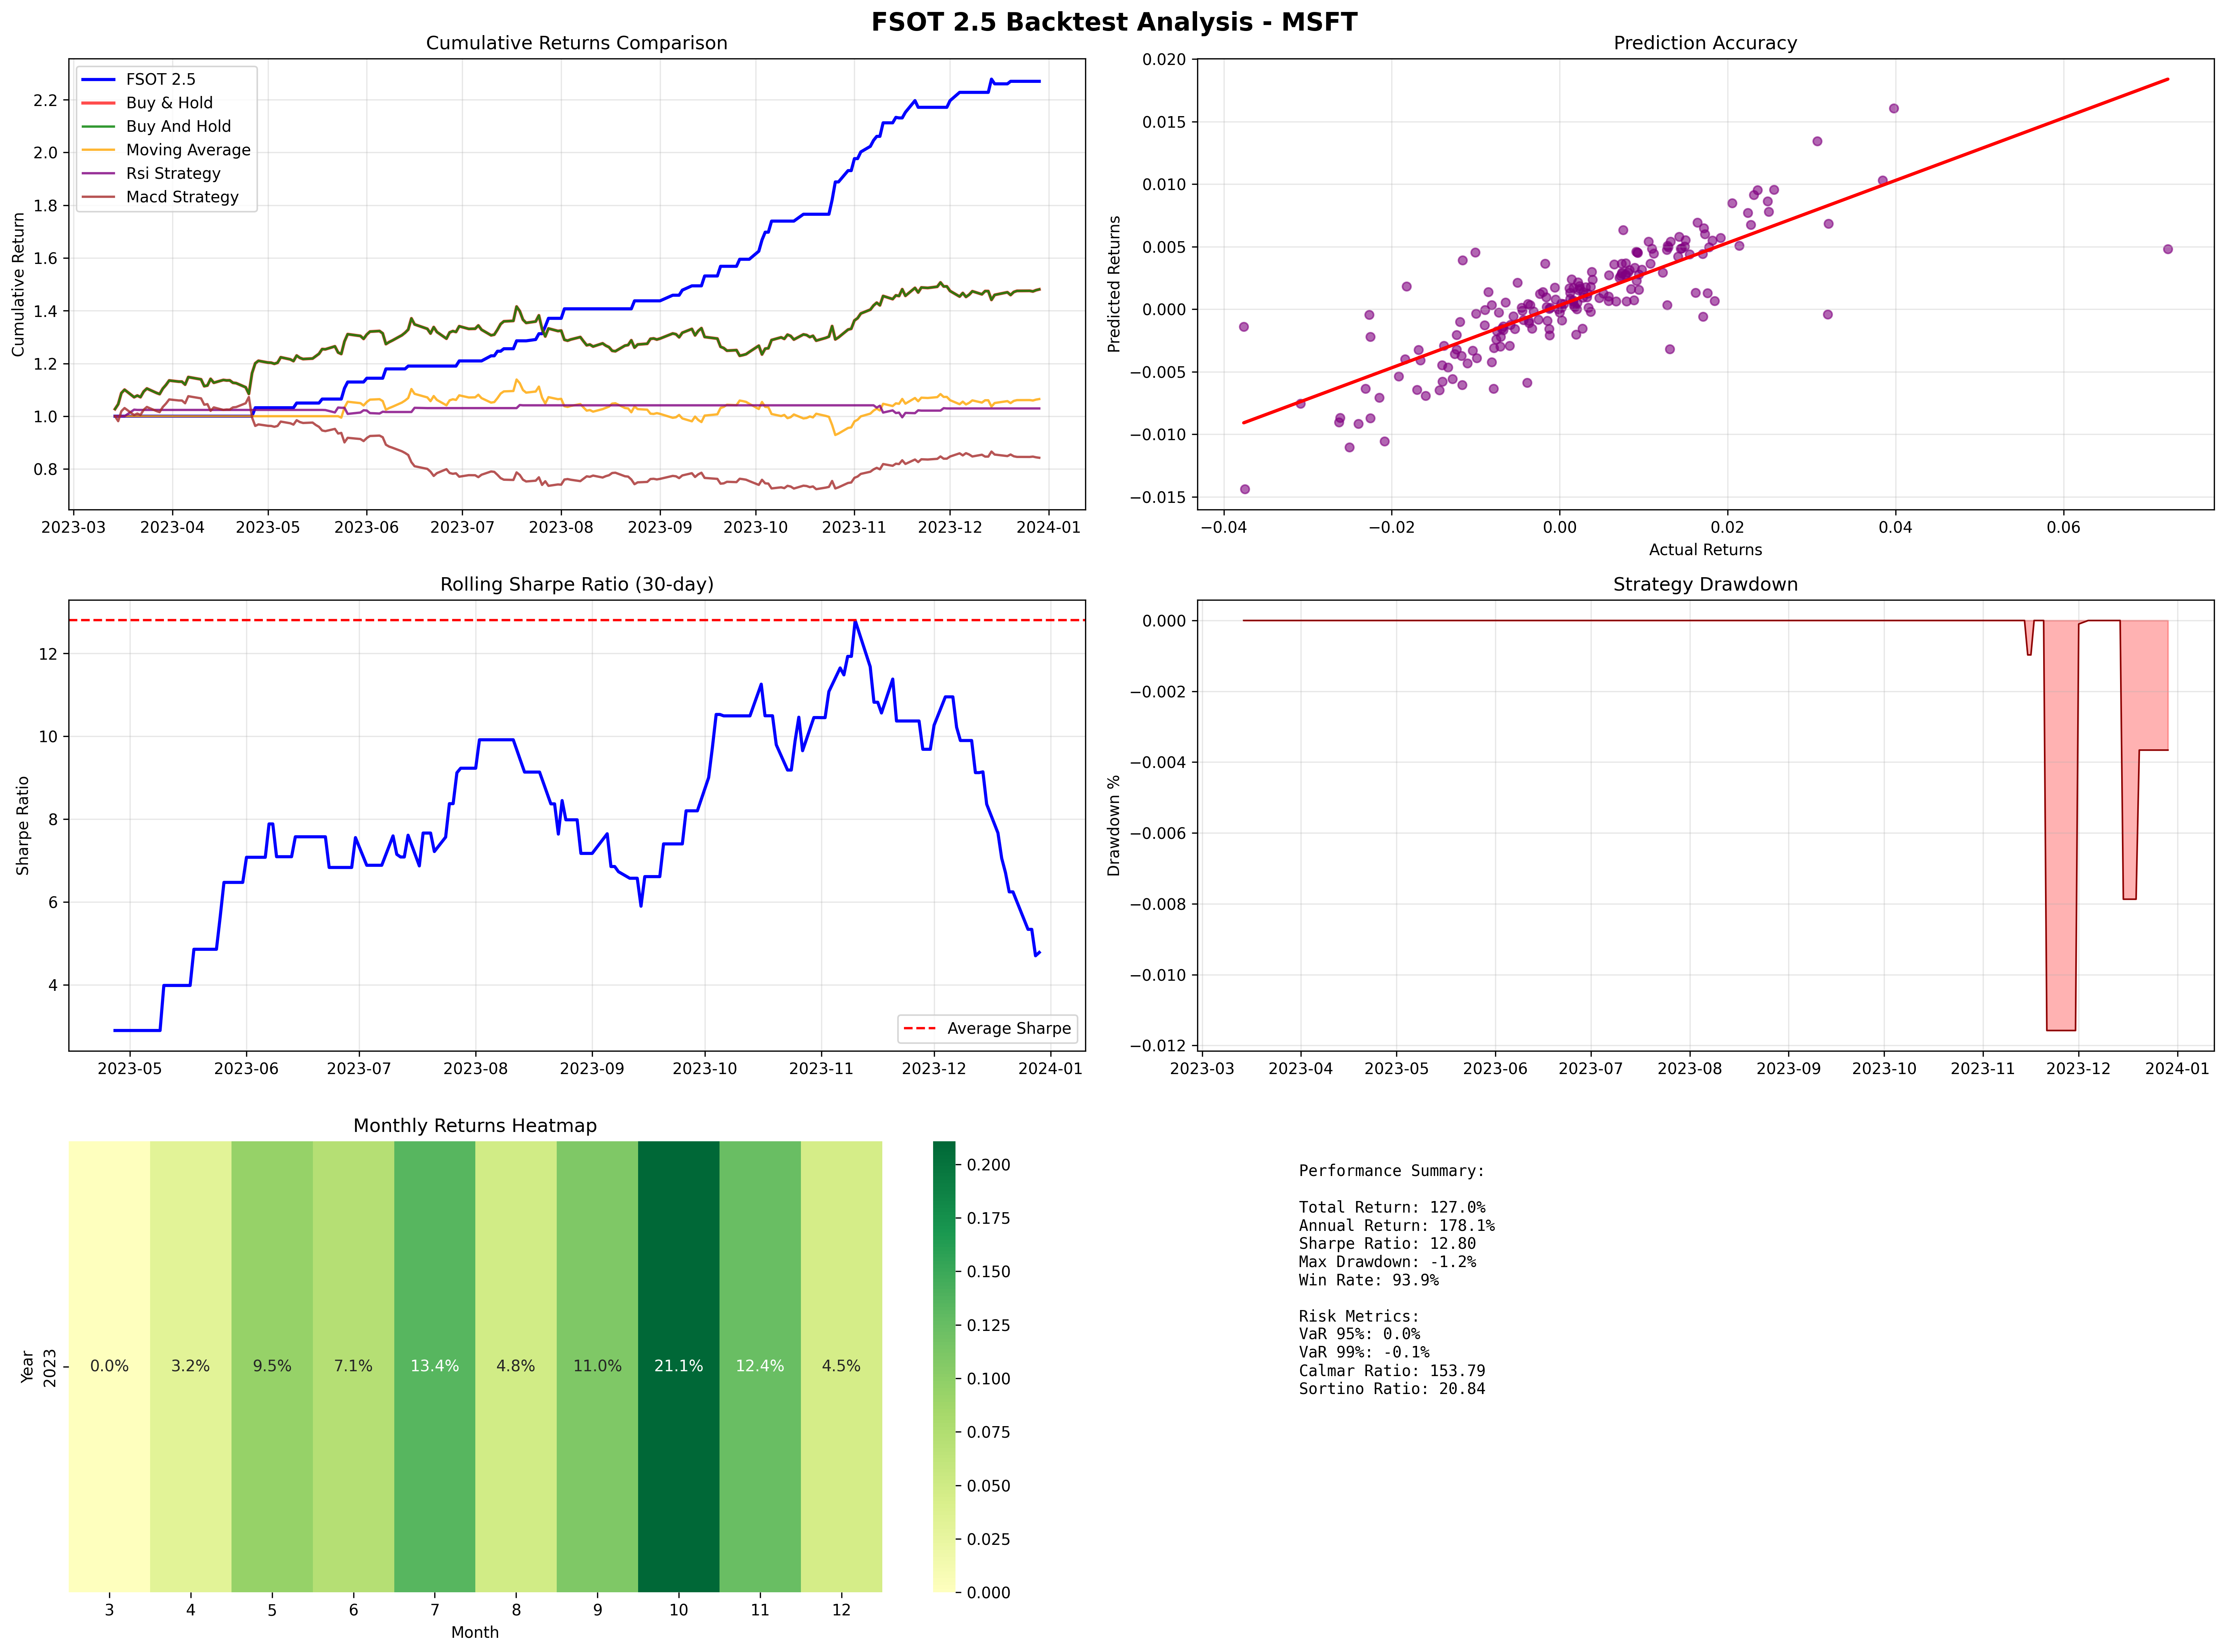 FSOT 2.5 Backtest Analysis - MSFT
Cumulative Returns Comparison
Cumulative Return
2.2
2.0
1.8
1.6
1.4
1.2
1.0
0.8
FSOT 2.5
Buy & Hold
Buy And Hold
Moving Average
Rsi Strategy
Macd Strategy
2023-03 2023-04 2023-05 2023-06 2023-07 2023-08 2023-09 2023-10 2023-11 2023-12 2024-01
Prediction Accuracy
Predicted Returns
0.020
0.015
0.010
0.005
0.000
−0.005
−0.010
−0.015
−0.04 −0.02 0.00 0.02 0.04 0.06
Actual Returns
Rolling Sharpe Ratio (30-day)
Sharpe Ratio
12
10
8
6
4
Average Sharpe
2023-05 2023-06 2023-07 2023-08 2023-09 2023-10 2023-11 2023-12 2024-01
Strategy Drawdown
Drawdown %
0.000
−0.002
−0.004
−0.006
−0.008
−0.010
−0.012
2023-03 2023-04 2023-05 2023-06 2023-07 2023-08 2023-09 2023-10 2023-11 2023-12 2024-01
Monthly Returns Heatmap
Year
2023
0.0% 3.2% 9.5% 7.1% 13.4% 4.8% 11.0% 21.1% 12.4% 4.5%
3 4 5 6 7 8 9 10 11 12
Month
0.200
0.175
0.150
0.125
0.100
0.075
0.050
0.025
0.000
Performance Summary:
Total Return: 127.0%
Annual Return: 178.1%
Sharpe Ratio: 12.80
Max Drawdown: -1.2%
Win Rate: 93.9%
Risk Metrics:
VaR 95%: 0.0%
VaR 99%: -0.1%
Calmar Ratio: 153.79
Sortino Ratio: 20.84